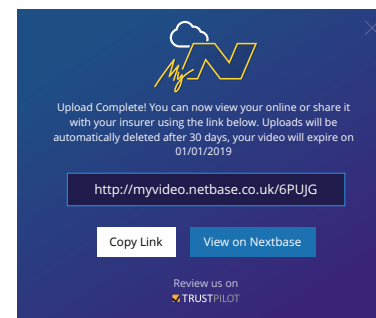 My N
Upload Complete! You can now view your online or share it
with your insurer using the link below. Uploads will be
automatically deleted after 30 days, your video will expire on
01/01/2019
http://myvideo.netbase.co.uk/6PUJG
Copy Link
View on Nextbase
Review us on
TRUSTPILOT